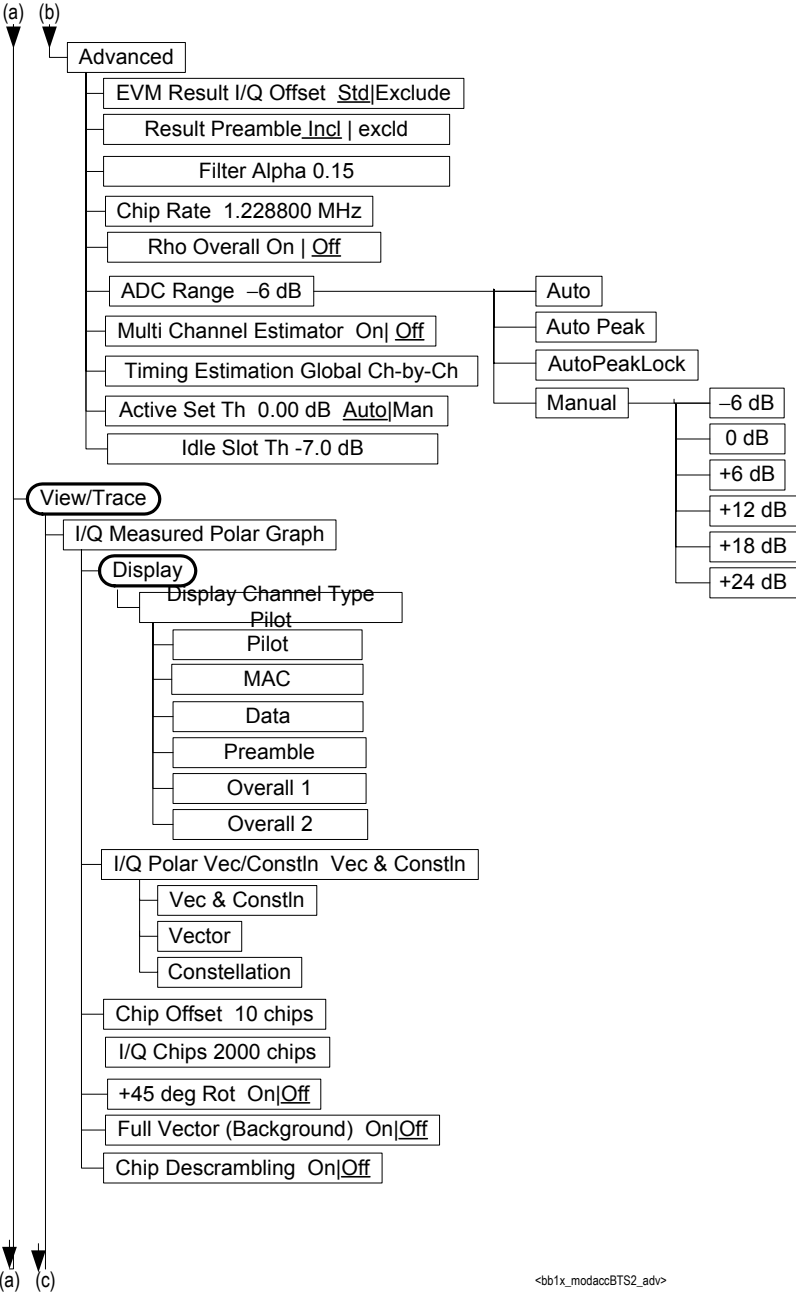 (a) (b)
Advanced
EVM Result I/Q Offset Std|Exclude
Result Preamble Incl | excld
Filter Alpha 0.15
Chip Rate 1.228800 MHz
Rho Overall On | Off
ADC Range –6 dB
Auto
Auto Peak
AutoPeakLock
Manual
–6 dB
0 dB
+6 dB
+12 dB
+18 dB
+24 dB
Multi Channel Estimator On| Off
Timing Estimation Global Ch-by-Ch
Active Set Th 0.00 dB Auto|Man
Idle Slot Th -7.0 dB
View/Trace
I/Q Measured Polar Graph
Display
Display Channel Type
Pilot
Pilot
MAC
Data
Preamble
Overall 1
Overall 2
I/Q Polar Vec/Constln Vec & Constln
Vec & Constln
Vector
Constellation
Chip Offset 10 chips
I/Q Chips 2000 chips
+45 deg Rot On|Off
Full Vector (Background) On|Off
Chip Descrambling On|Off
(a) (c)
<bb1x_modaccBTS2_adv>